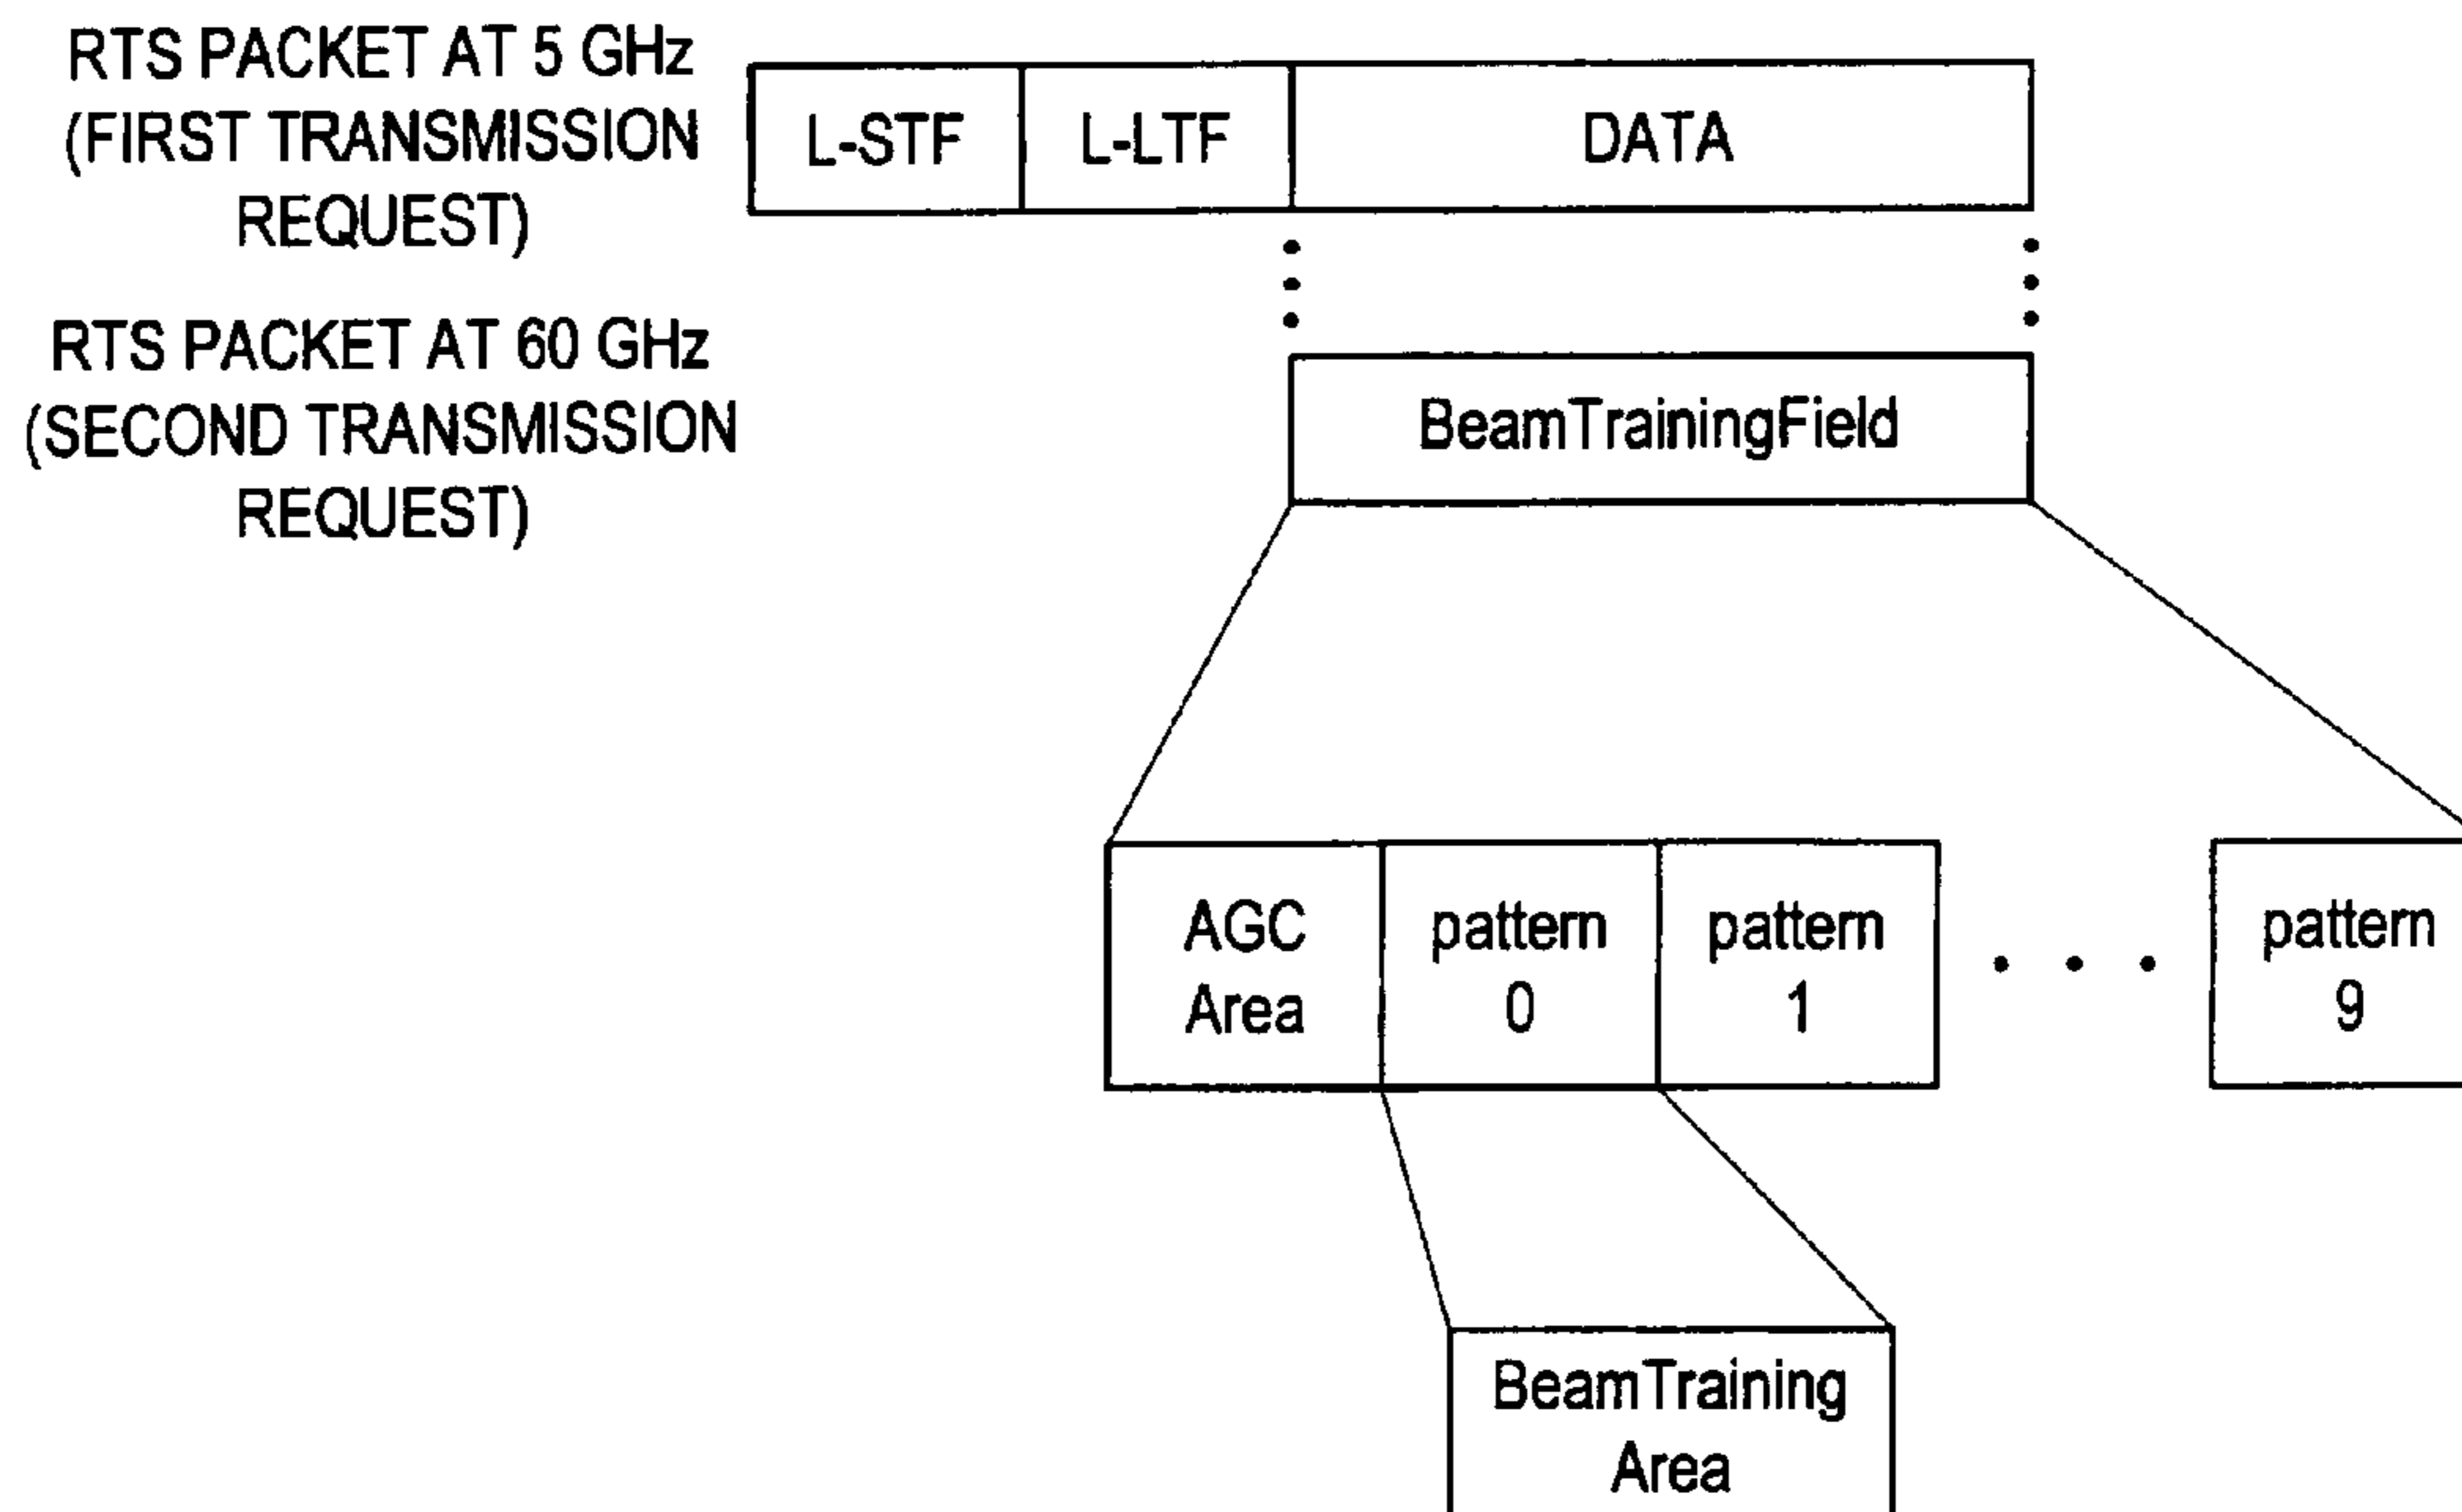 RTS PACKET AT 5 GHz
(FIRST TRANSMISSION
REQUEST)
L-STF
L-LTF
DATA
RTS PACKET AT 60 GHz
(SECOND TRANSMISSION
REQUEST)
BeamTrainingField
AGC
Area
pattern
0
pattern
1
pattern
9
BeamTraining
Area